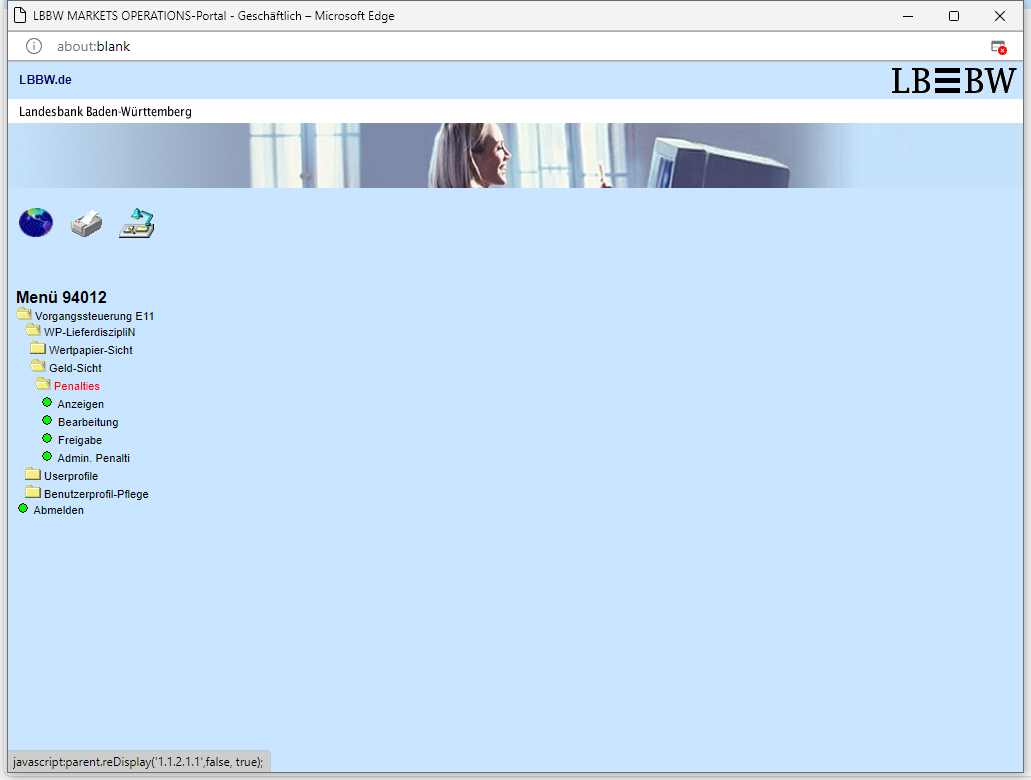 LBBW MARKETS OPERATIONS-Portal - Geschäftlich – Microsoft Edge
about:blank
LBBW.de
LBBW
Landesbank Baden-Württemberg
Menü 94012
Vorgangssteuerung E11
WP-LieferdiszipliN
Wertpapier-Sicht
Geld-Sicht
Penalties
Anzeigen
Bearbeitung
Freigabe
Admin. Penalti
Userprofile
Benutzerprofil-Pflege
Abmelden
javascript:parent.reDisplay('1.1.2.1.1',false, true);